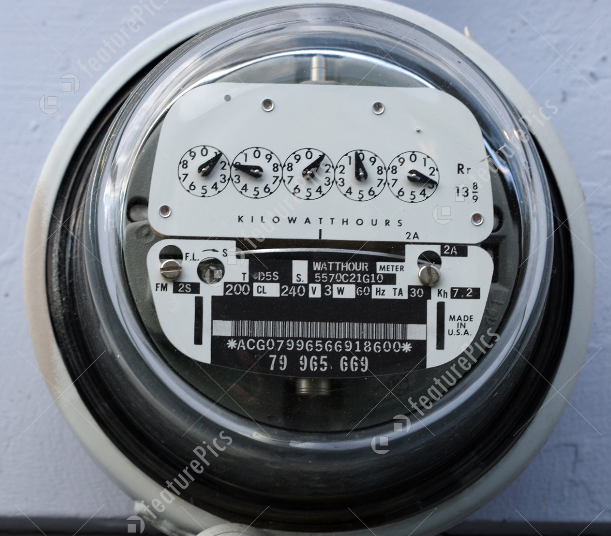 KILOWATTHOURS
Rr
13 8/9
2A
F.L. S
2A
WATTHOUR METER
T D5S S. 5570C21G10
FM 2S 200 CL 240 V 3 W 60 Hz TA 30 Kh 7.2
MADE
IN
U.S.A.
*ACG07996566918600*
79 965 669
featurePics
featurePics
featurePics
featurePics
featurePics